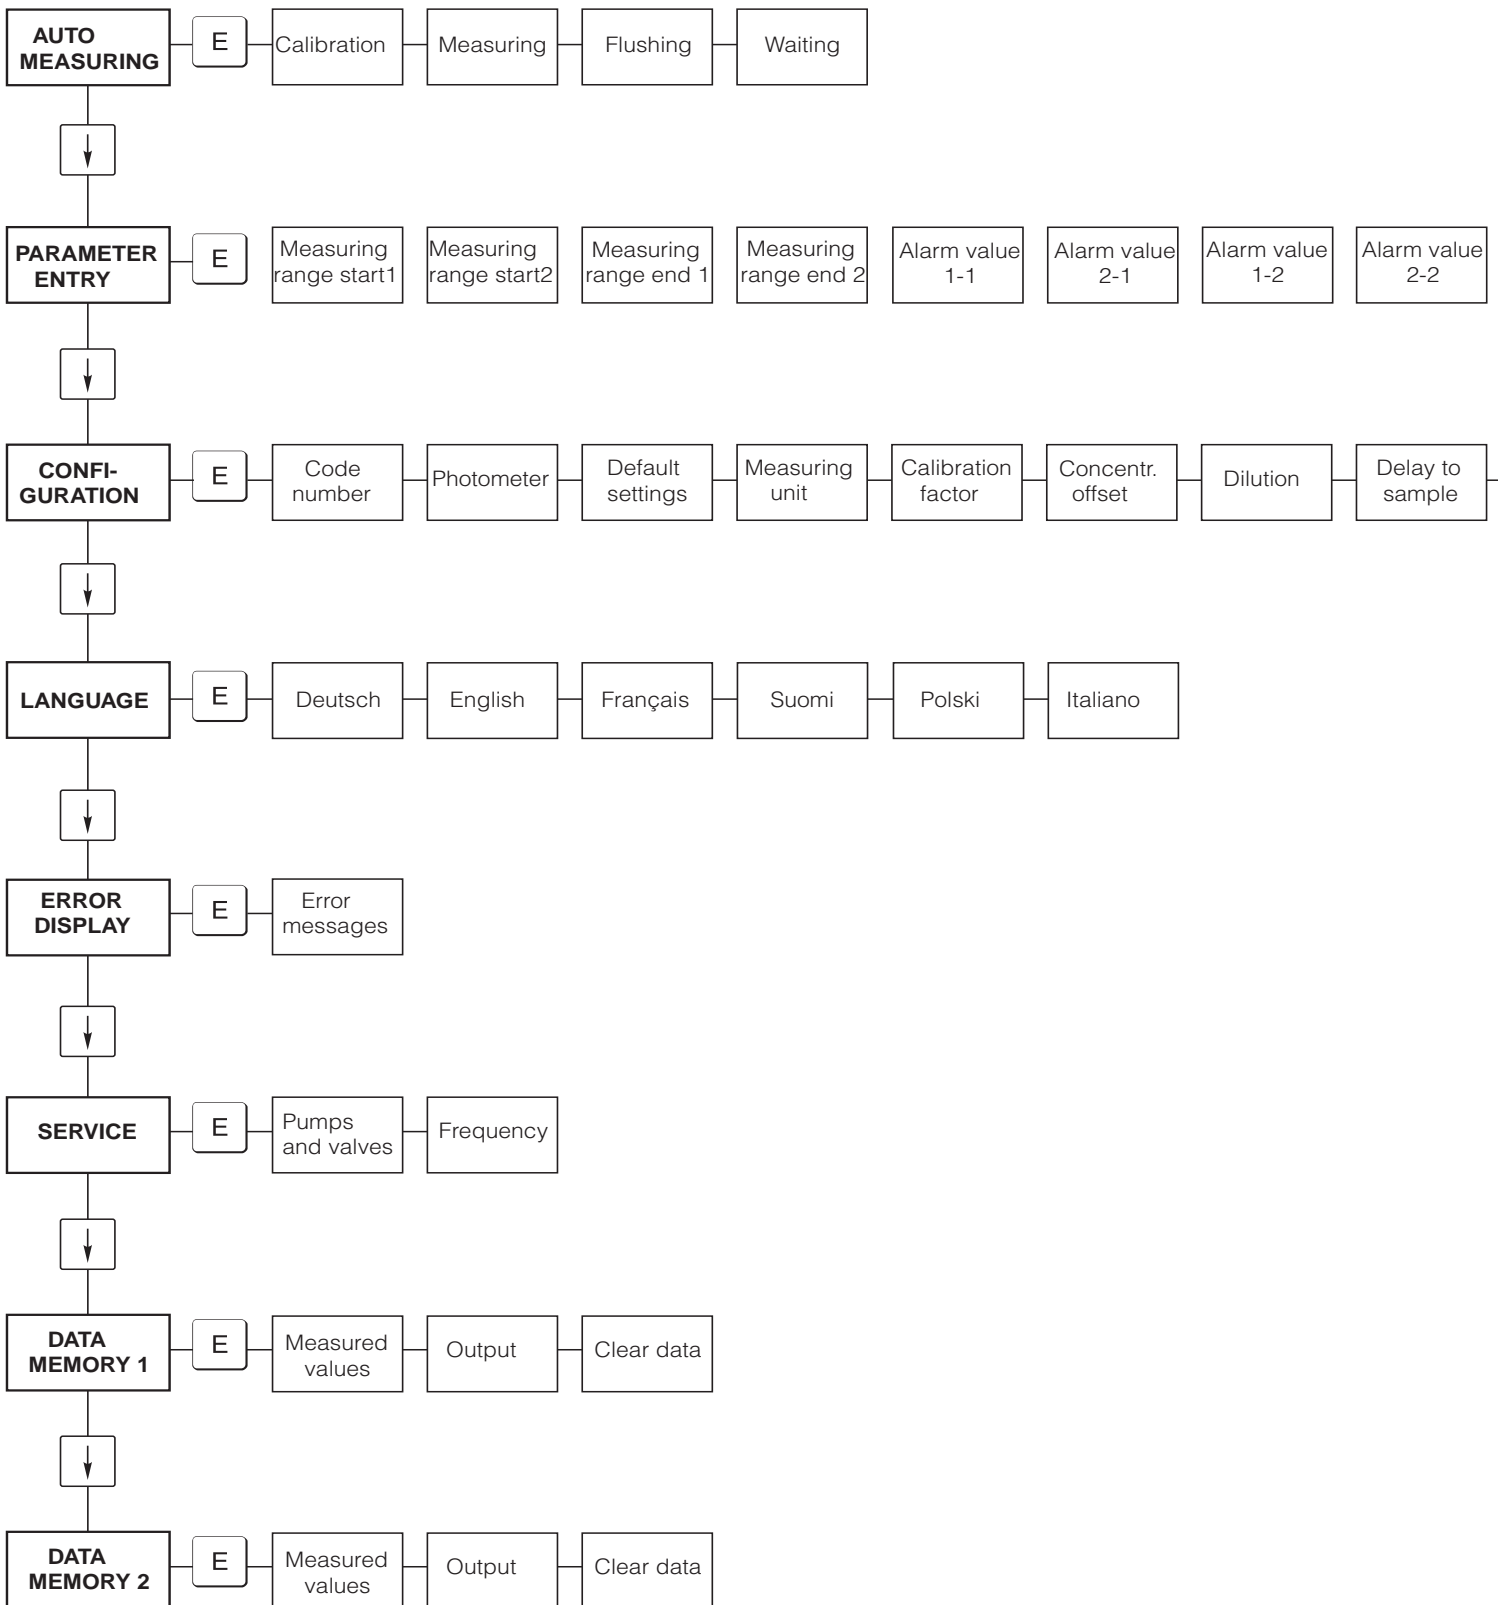 AUTO
MEASURING
E
Calibration
Measuring
Flushing
Waiting
PARAMETER
ENTRY
E
Measuring
range start1
Measuring
range start2
Measuring
range end 1
Measuring
range end 2
Alarm value
1-1
Alarm value
2-1
Alarm value
1-2
Alarm value
2-2
CONFI-
GURATION
E
Code
number
Photometer
Default
settings
Measuring
unit
Calibration
factor
Concentr.
offset
Dilution
Delay to
sample
LANGUAGE
E
Deutsch
English
Français
Suomi
Polski
Italiano
ERROR
DISPLAY
E
Error
messages
SERVICE
E
Pumps
and valves
Frequency
DATA
MEMORY 1
E
Measured
values
Output
Clear data
DATA
MEMORY 2
E
Measured
values
Output
Clear data